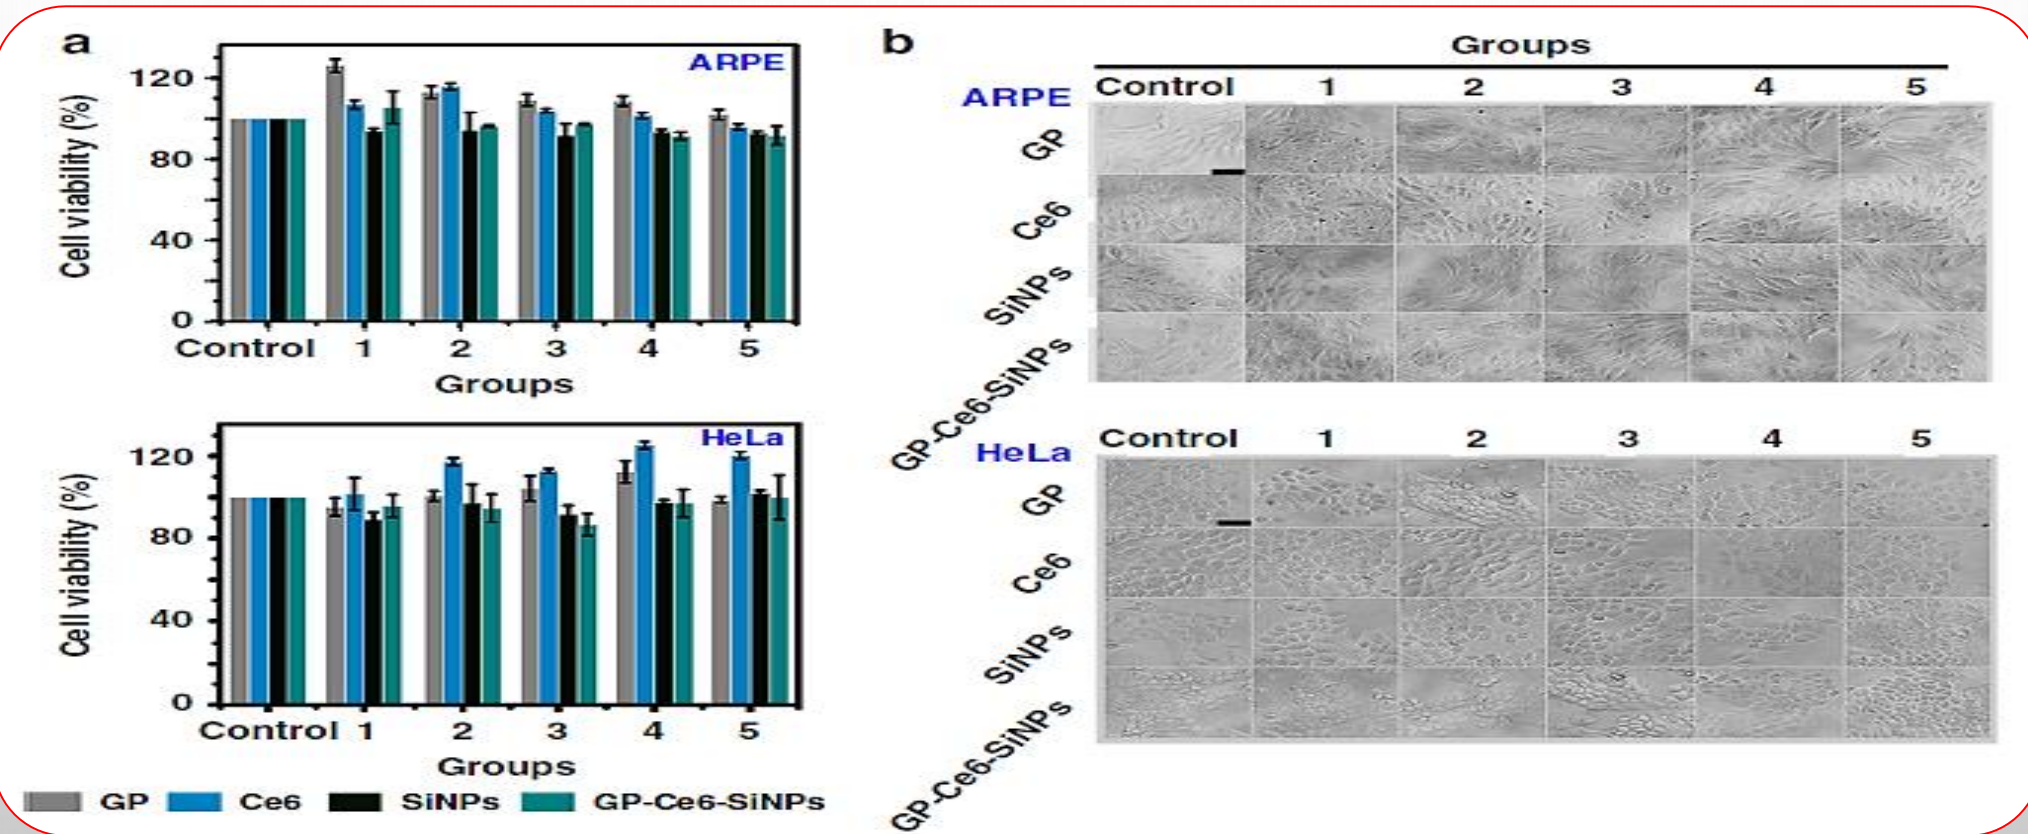 a
ARPE
Cell viability (%)
120
80
40
0
Control 1 2 3 4 5
Groups
HeLa
Cell viability (%)
120
80
40
0
Control 1 2 3 4 5
Groups
GP Ce6 SiNPs GP-Ce6-SiNPs
b
Groups
ARPE
Control 1 2 3 4 5
GP
Ce6
SiNPs
GP-Ce6-SiNPs
HeLa
Control 1 2 3 4 5
GP
Ce6
SiNPs
GP-Ce6-SiNPs